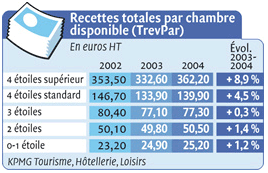 Recettes totales par chambre
disponible (TrevPar)
En euros HT
Évol.
2003-
2004
2002 2003 2004
4 étoiles supérieur 353,50 332,60 362,20 + 8,9 %
4 étoiles standard 146,70 133,90 139,90 + 4,5 %
3 étoiles 80,40 77,10 77,30 + 0,3 %
2 étoiles 50,10 49,80 50,50 + 1,4 %
0-1 étoile 23,20 24,90 25,20 + 1,2 %
KPMG Tourisme, Hôtellerie, Loisirs